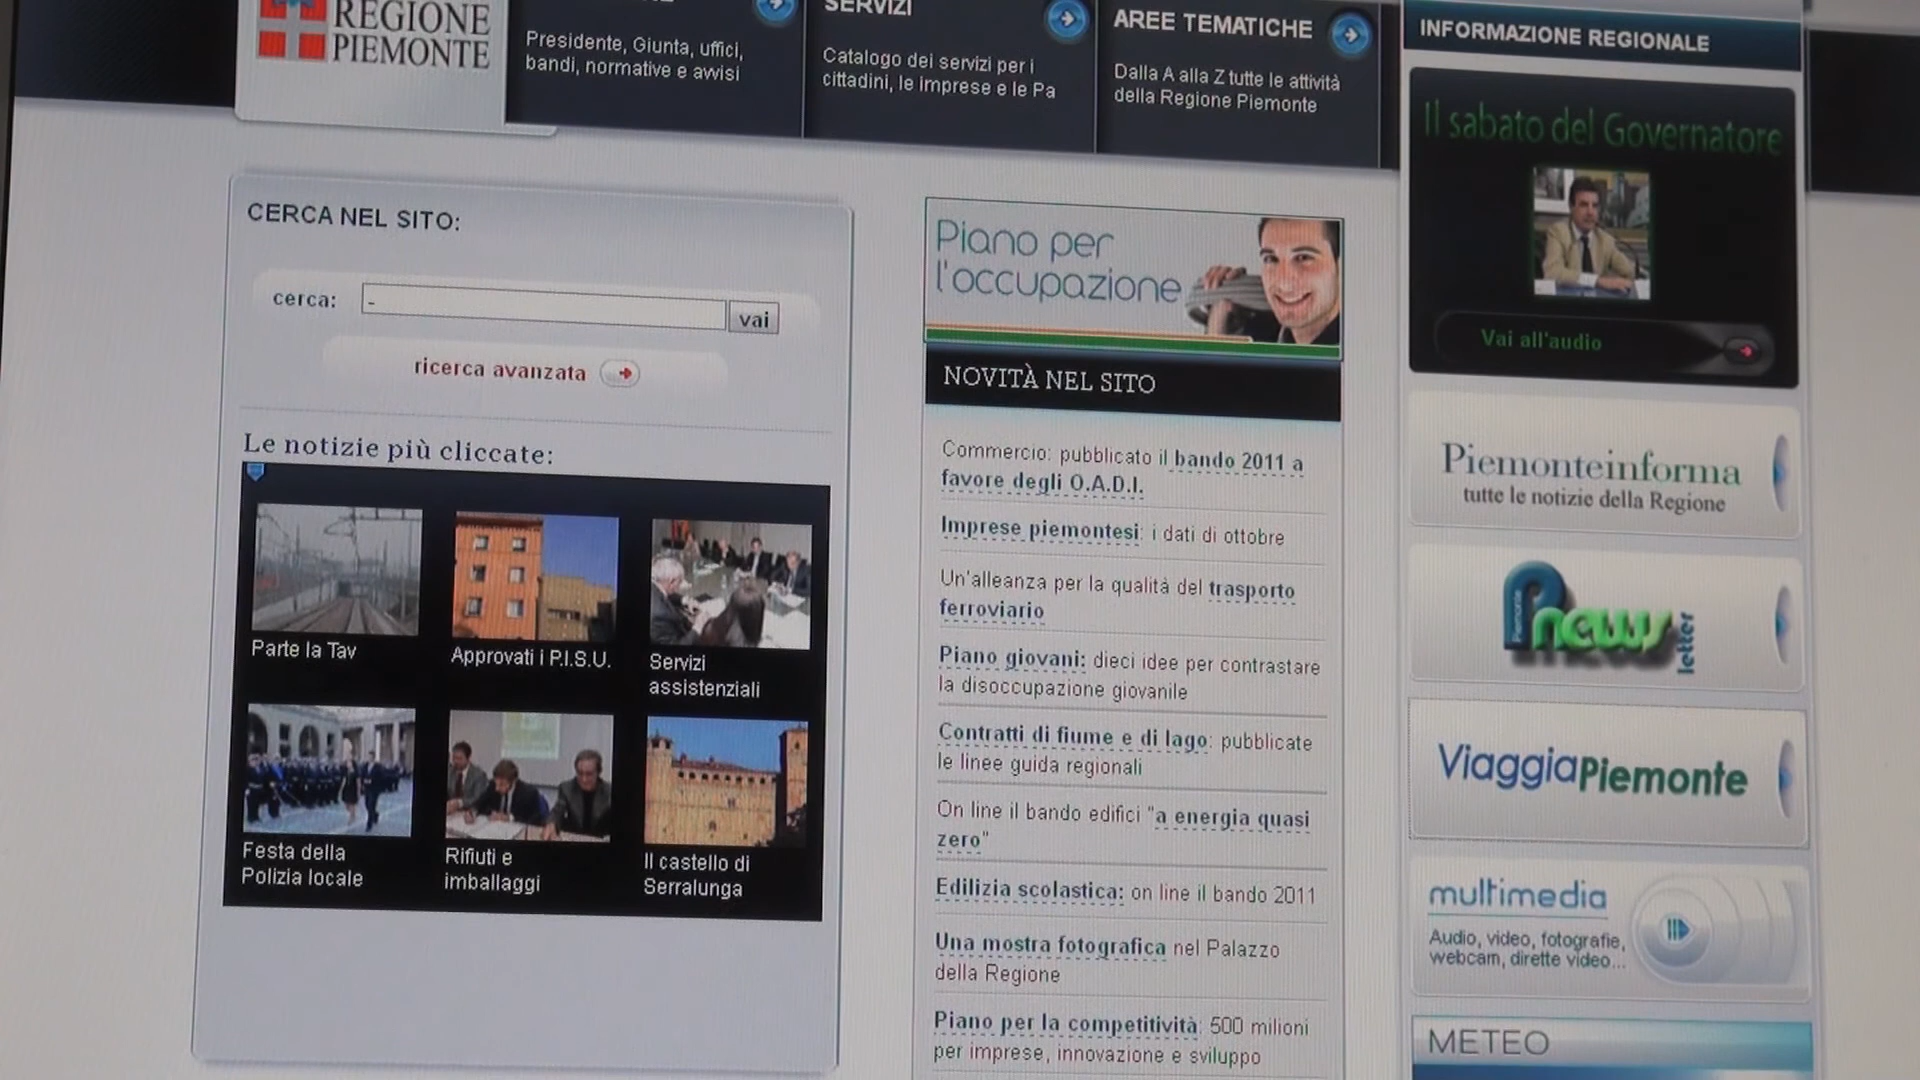 REGIONE
PIEMONTE
Presidente, Giunta, uffici,
bandi, normative e avvisi
SERVIZI
Catalogo dei servizi per i
cittadini, le imprese e le Pa
AREE TEMATICHE
Dalla A alla Z tutte le attività
della Regione Piemonte
INFORMAZIONE REGIONALE
Il sabato del Governatore
Vai all'audio
CERCA NEL SITO:
cerca:
-
vai
ricerca avanzata
Le notizie più cliccate:
Parte la Tav
Approvati i P.I.S.U.
Servizi
assistenziali
Festa della
Polizia locale
Rifiuti e
imballaggi
Il castello di
Serralunga
Piano per
l'occupazione
NOVITÀ NEL SITO
Commercio: pubblicato il bando 2011 a
favore degli O.A.D.I.
Imprese piemontesi: i dati di ottobre
Un'alleanza per la qualità del trasporto
ferroviario
Piano giovani: dieci idee per contrastare
la disoccupazione giovanile
Contratti di fiume e di lago: pubblicate
le linee guida regionali
On line il bando edifici "a energia quasi
zero"
Edilizia scolastica: on line il bando 2011
Una mostra fotografica nel Palazzo
della Regione
Piano per la competitività: 500 milioni
per imprese, innovazione e sviluppo
Piemonteinforma
tutte le notizie della Regione
Piemonte
news
letter
ViaggiaPiemonte
multimedia
Audio, video, fotografie,
webcam, dirette video...
METEO